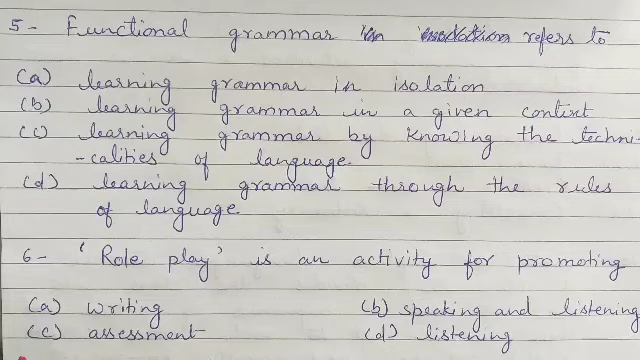 5- Functional grammar refers to
(a) learning grammar in isolation
(b) learning grammar in a given context
(c) learning grammar by knowing the techni-
-calities of language.
(d) learning grammar through the rules
of language.
6- 'Role play' is an activity for promoting
(a) writing (b) speaking and listening
(c) assessment (d) listening